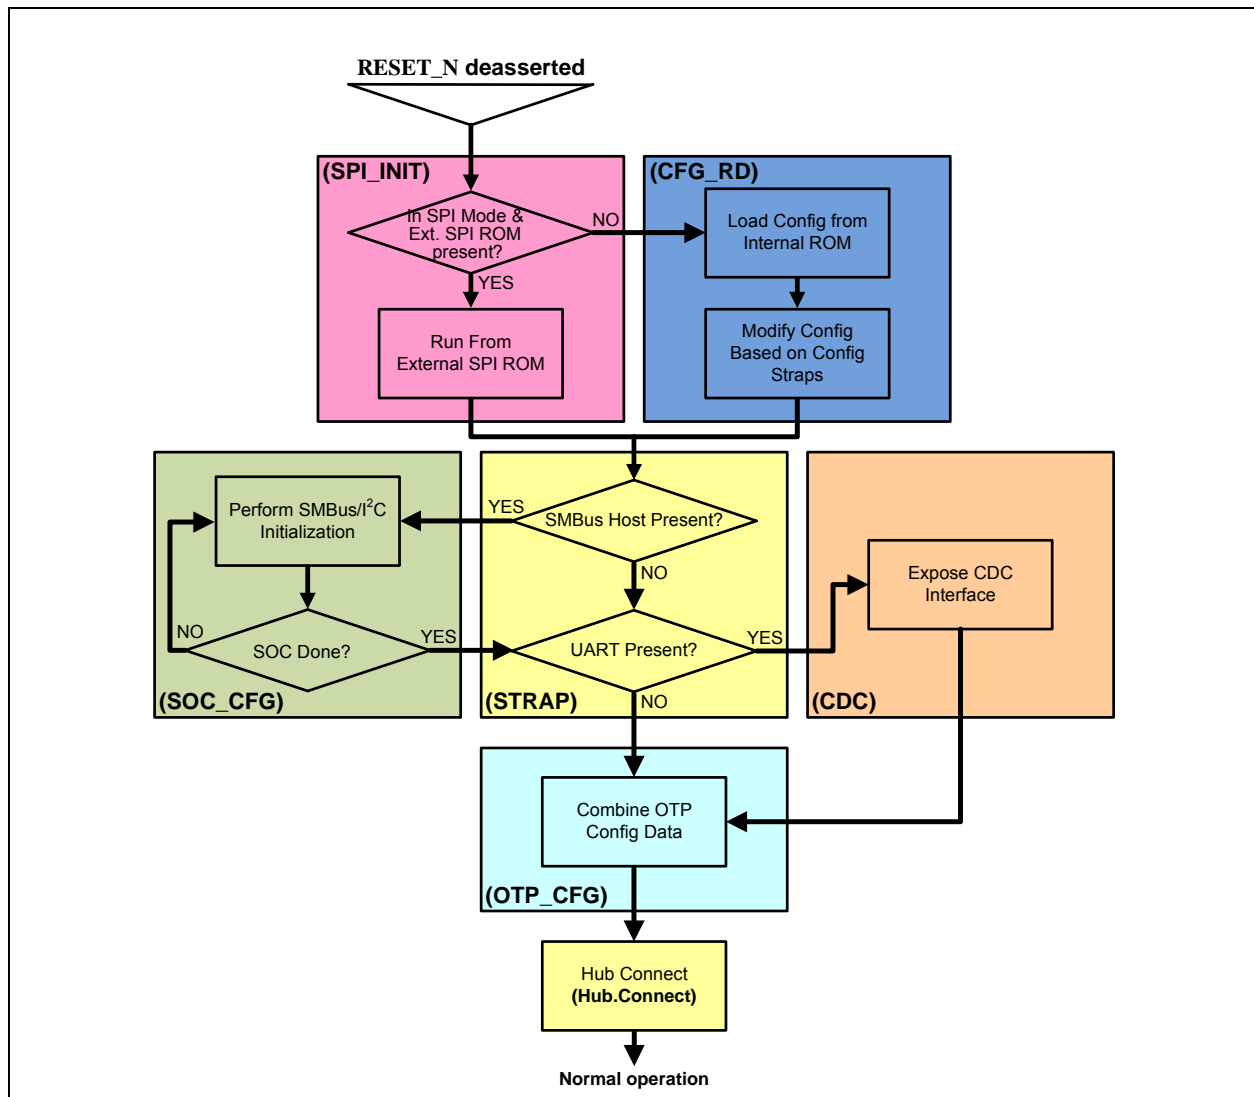 RESET_N deasserted
(SPI_INIT)
In SPI Mode &
Ext. SPI ROM
present?
NO
YES
Run From
External SPI ROM
(CFG_RD)
Load Config from
Internal ROM
Modify Config
Based on Config
Straps
Perform SMBus/I²C
Initialization
YES
SMBus Host Present?
NO
NO
SOC Done?
YES
(SOC_CFG)
UART Present?
YES
NO
(STRAP)
Expose CDC
Interface
(CDC)
Combine OTP
Config Data
(OTP_CFG)
Hub Connect
(Hub.Connect)
Normal operation